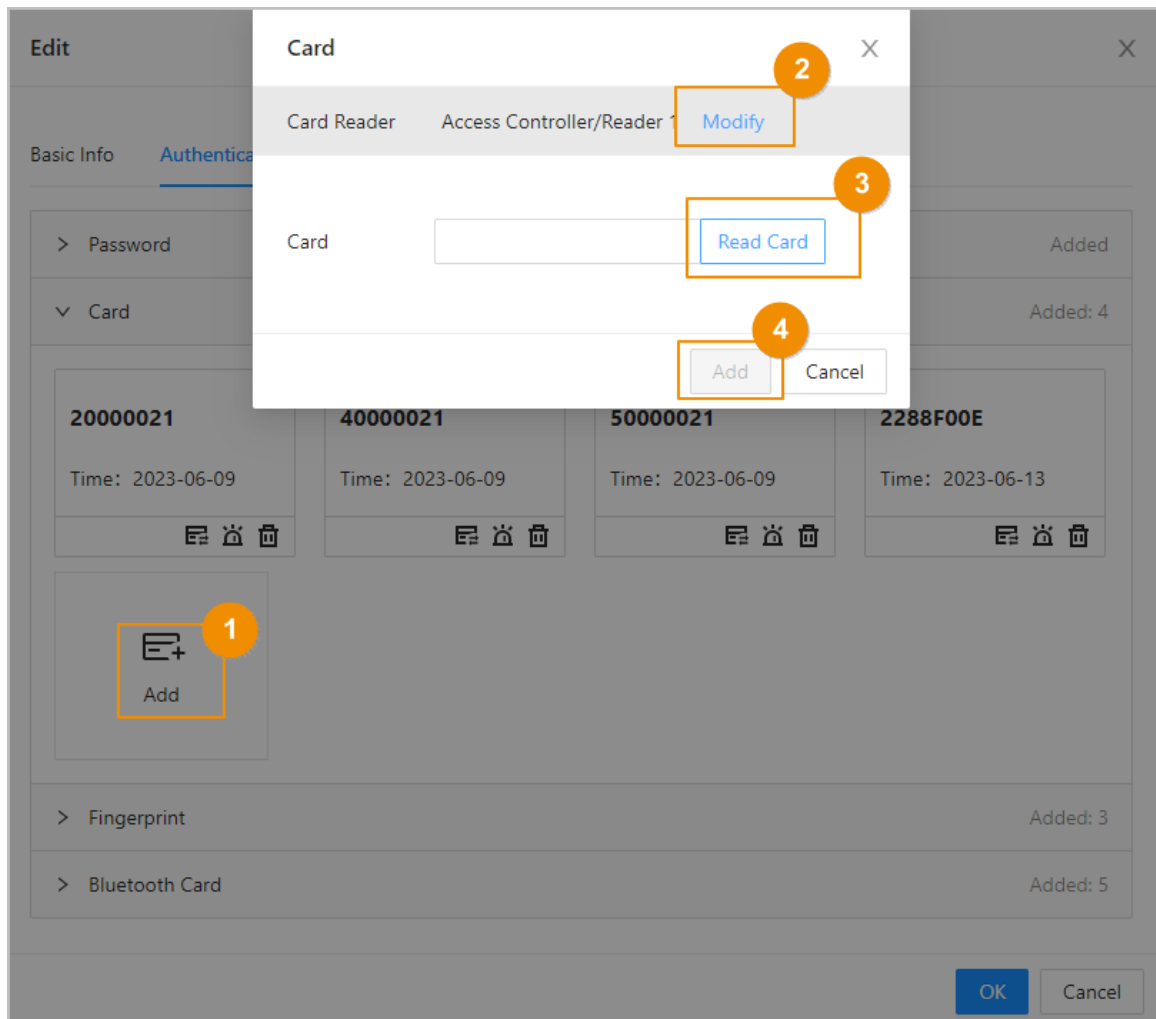 Edit
X
Card
X
2
Card Reader
Access Controller/Reader 1
Modify
Basic Info
Authentica
3
Card
Read Card
4
Add
Cancel
> Password
Added
Card
Added: 4
20000021
Time: 2023-06-09
40000021
Time: 2023-06-09
50000021
Time: 2023-06-09
2288F00E
Time: 2023-06-13
1
Add
> Fingerprint
Added: 3
> Bluetooth Card
Added: 5
OK
Cancel